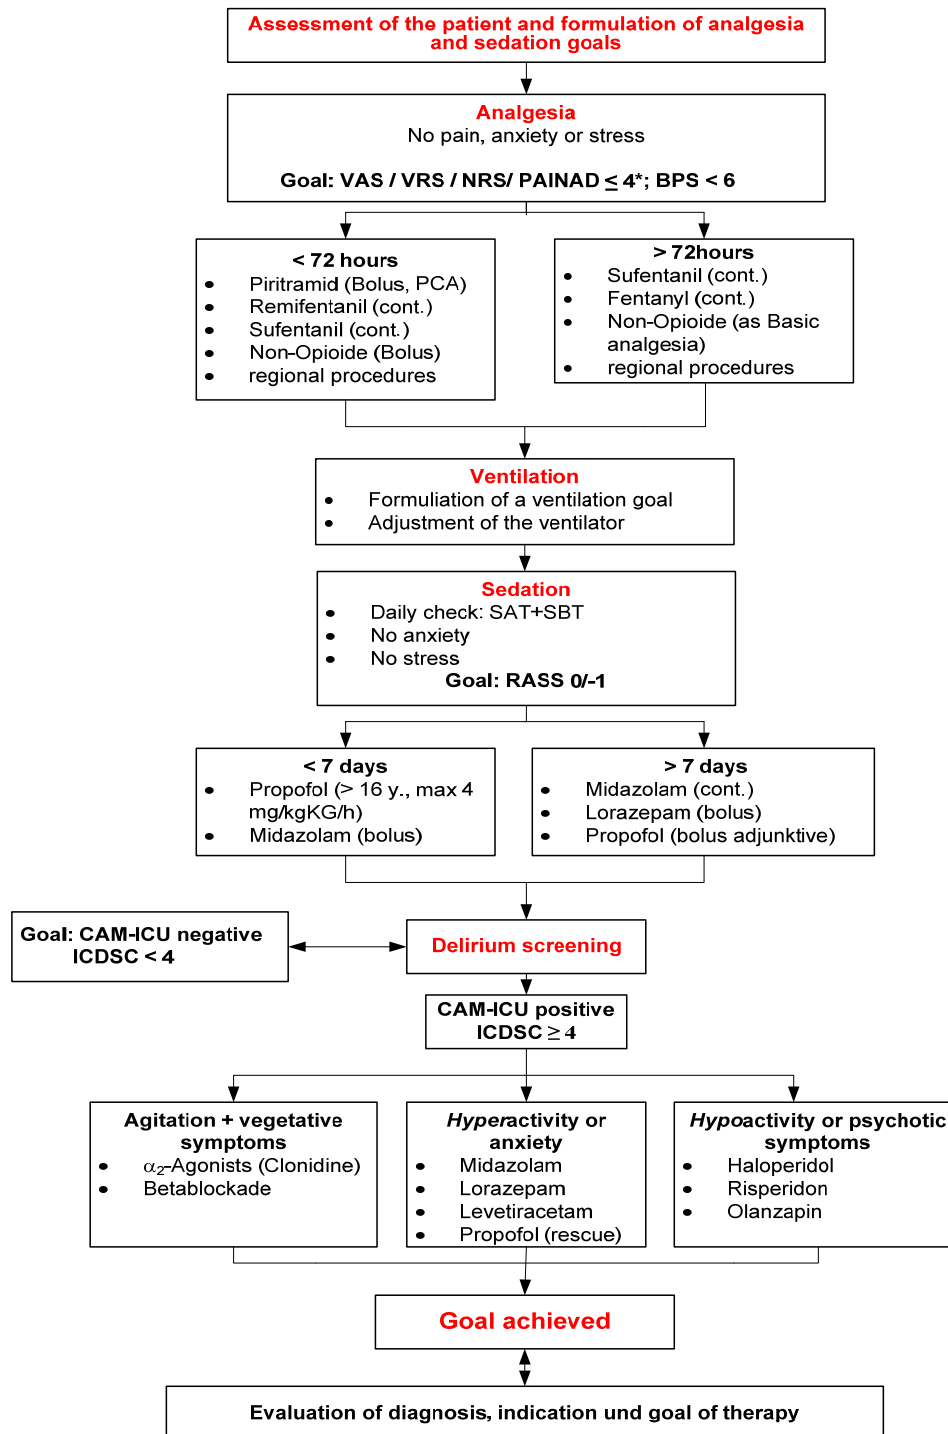 Assessment of the patient and formulation of analgesia
and sedation goals
Analgesia
No pain, anxiety or stress
Goal: VAS / VRS / NRS/ PAINAD ≤ 4*; BPS < 6
< 72 hours
• Piritramid (Bolus, PCA)
• Remifentanil (cont.)
• Sufentanil (cont.)
• Non-Opioide (Bolus)
• regional procedures
> 72hours
• Sufentanil (cont.)
• Fentanyl (cont.)
• Non-Opioide (as Basic
analgesia)
• regional procedures
Ventilation
• Formuliation of a ventilation goal
• Adjustment of the ventilator
Sedation
• Daily check: SAT+SBT
• No anxiety
• No stress
Goal: RASS 0/-1
< 7 days
• Propofol (> 16 y., max 4
mg/kgKG/h)
• Midazolam (bolus)
> 7 days
• Midazolam (cont.)
• Lorazepam (bolus)
• Propofol (bolus adjunktive)
Goal: CAM-ICU negative
ICDSC < 4
Delirium screening
CAM-ICU positive
ICDSC ≥ 4
Agitation + vegetative
symptoms
• α₂-Agonists (Clonidine)
• Betablockade
Hyperactivity or
anxiety
• Midazolam
• Lorazepam
• Levetiracetam
• Propofol (rescue)
Hypoactivity or psychotic
symptoms
• Haloperidol
• Risperidon
• Olanzapin
Goal achieved
Evaluation of diagnosis, indication und goal of therapy